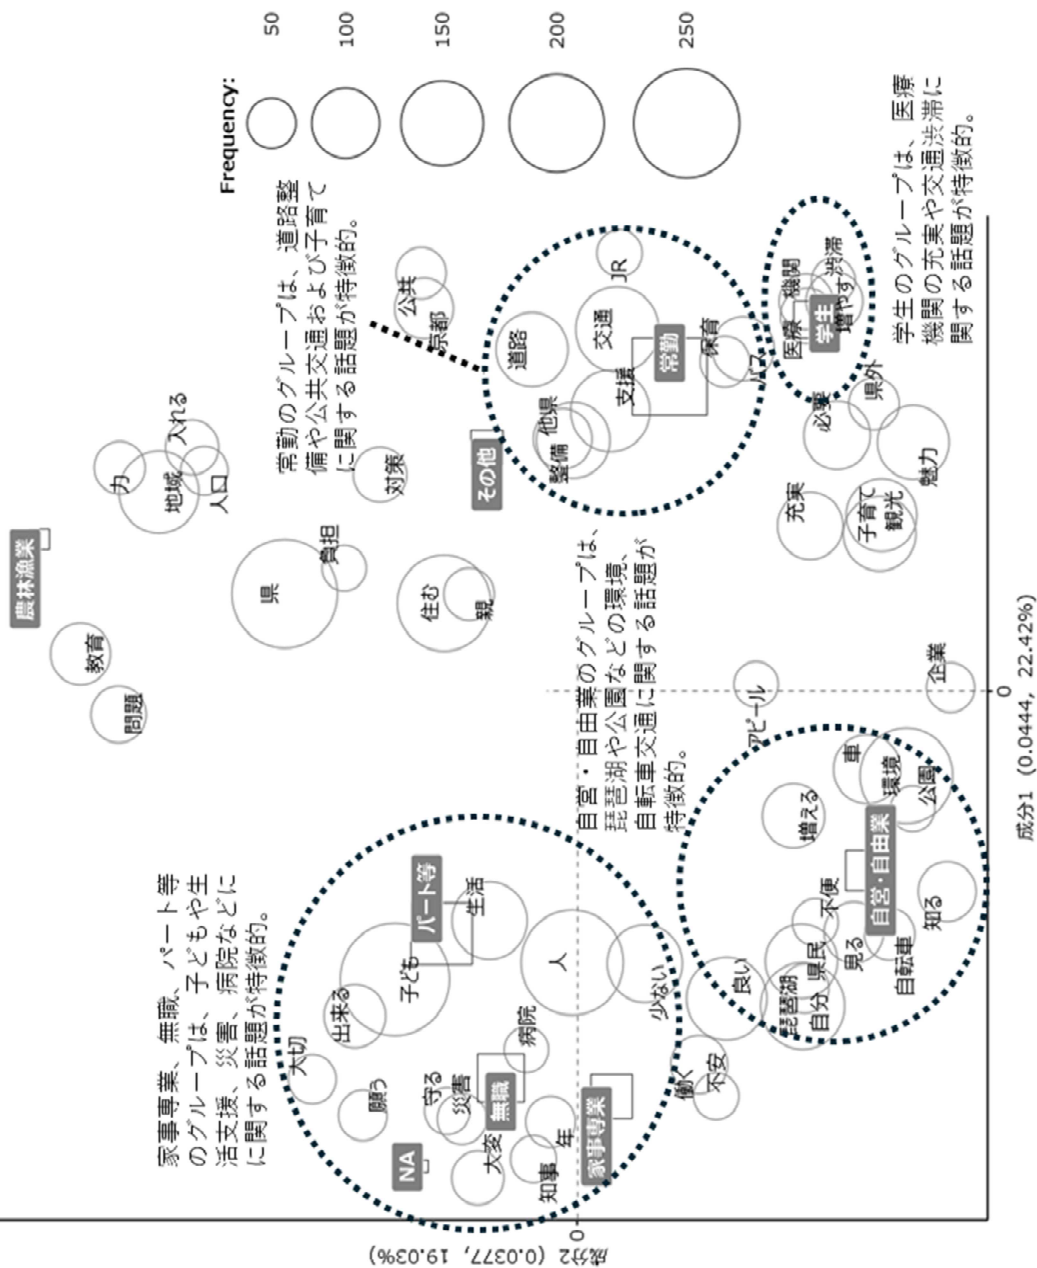 Frequency:
50
100
150
200
250
常勤のグループは、道路整
備や公共交通および子育て
に関する話題が特徴的。
学生のグループは、医療
機関の充実や交通渋滞に
関する話題が特徴的。
自営・自由業のグループは、
琵琶湖や公園などの環境、
自転車交通に関する話題が
特徴的。
家事専業、無職、パート等
のグループは、子どもや生
活支援、災害、病院などに
に関する話題が特徴的。
農林漁業
教育
問題
力
地域
入れる
人口
県
負担
住む
親
対策
公共
京都
その他
道路
JR
交通
他県
整備
支援
常勤
保育
バス
医療
機関
学生
渋滞
増やす
必要
県外
魅力
充実
子育て
観光
アピール
企業
車
環境
公園
増える
自営・自由業
不便
知る
県民
見る
自転車
良い
琵琶湖
自分
働く
不安
パート等
生活
子ども
出来る
人
少ない
大切
願う
守る
災害
病院
無職
NA
大変
知事
年
家事専業
0
0
成分1 (0.0444, 22.42%)
成分2 (0.0377, 19.03%)